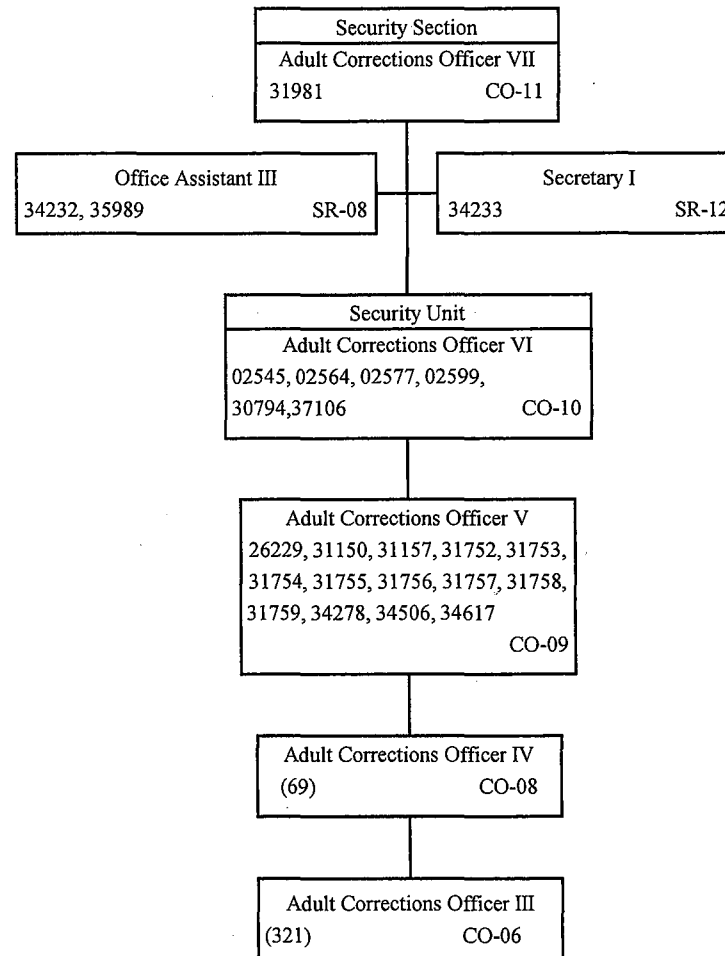 Security Section
Adult Corrections Officer VII
31981 CO-11
Office Assistant III
34232, 35989 SR-08
Secretary I
34233 SR-12
Security Unit
Adult Corrections Officer VI
02545, 02564, 02577, 02599,
30794,37106 CO-10
Adult Corrections Officer V
26229, 31150, 31157, 31752, 31753,
31754, 31755, 31756, 31757, 31758,
31759, 34278, 34506, 34617
CO-09
Adult Corrections Officer IV
(69) CO-08
Adult Corrections Officer III
(321) CO-06